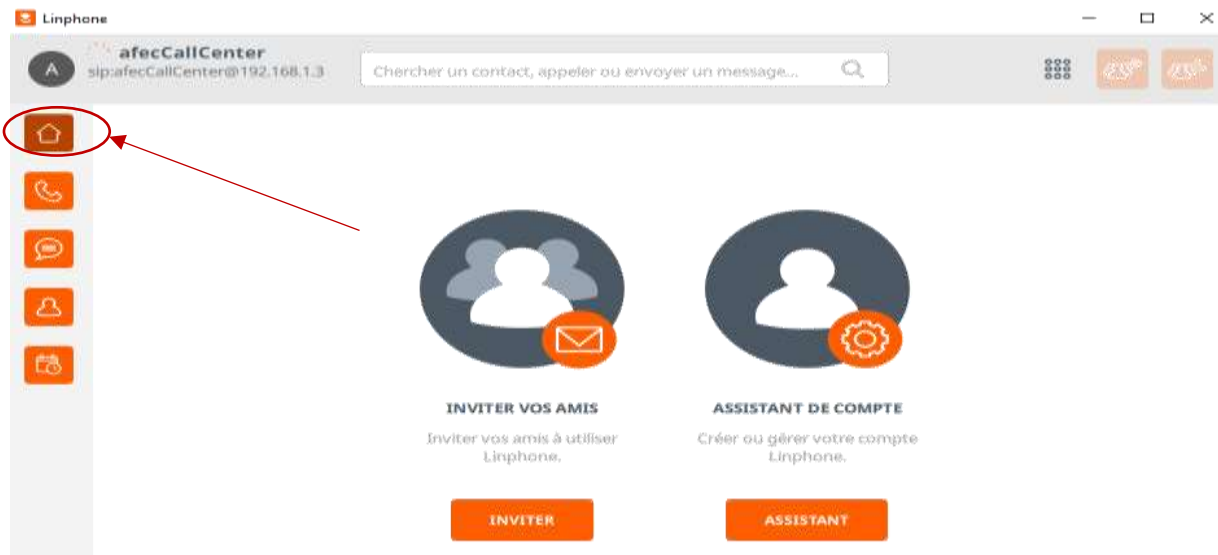 Linphone
A
afecCallCenter
sip:afecCallCenter@192.168.1.3
Chercher un contact, appeler ou envoyer un message...
INVITER VOS AMIS
Inviter vos amis à utiliser
Linphone.
INVITER
ASSISTANT DE COMPTE
Créer ou gérer votre compte
Linphone.
ASSISTANT